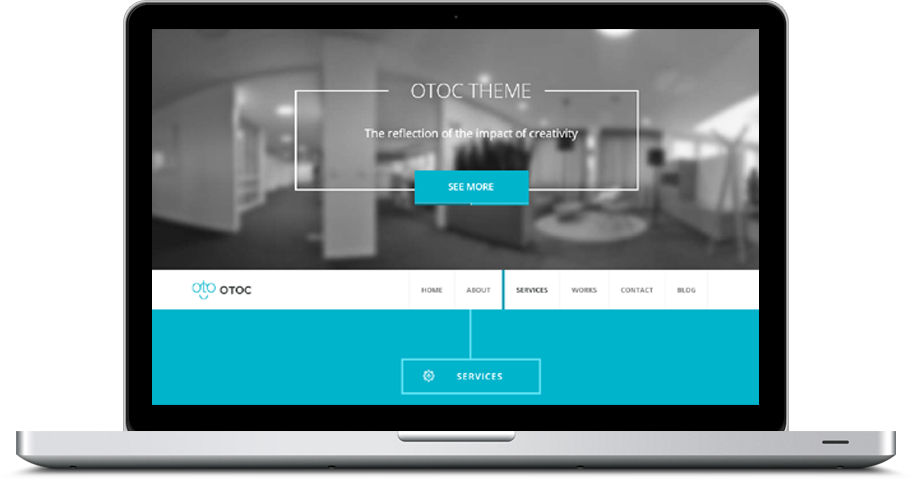 OTOC THEME
The reflection of the impact of creativity
SEE MORE
oto OTOC
HOME ABOUT SERVICES WORKS CONTACT BLOG
SERVICES